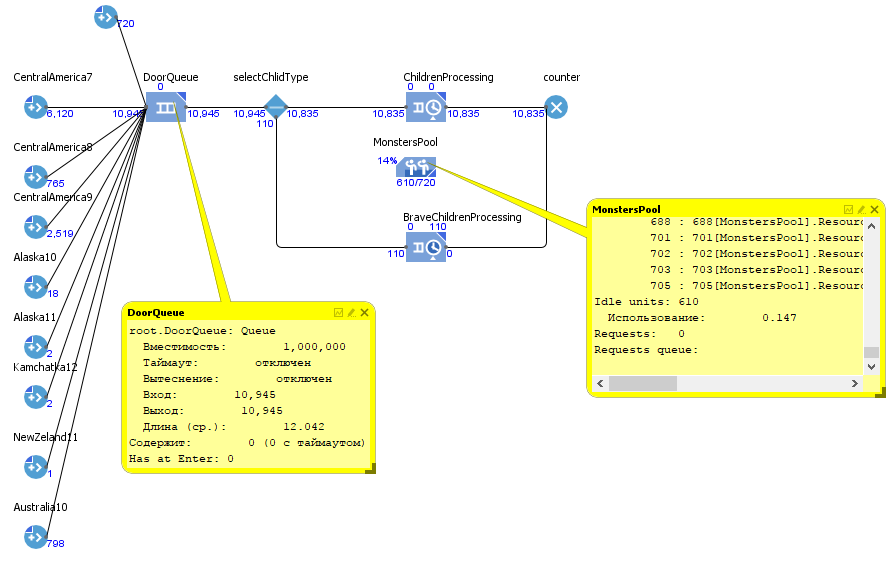 720
CentralAmerica7
DoorQueue
selectChlidType
ChildrenProcessing
counter
0
0 0
6,120
10,945
10,945
10,945
10,835
10,835
10,835
10,835
110
CentralAmerica8
MonstersPool
14%
765
610/720
CentralAmerica9
BraveChildrenProcessing
2,519
0 110
110
0
Alaska10
18
Alaska11
2
Kamchatka12
2
NewZeland11
1
Australia10
798
DoorQueue
root.DoorQueue: Queue
Вместимость: 1,000,000
Таймаут: отключен
Вытеснение: отключен
Вход: 10,945
Выход: 10,945
Длина (ср.): 12.042
Содержит: 0 (0 с таймаутом)
Has at Enter: 0
MonstersPool
688 : 688[MonstersPool].Resourc
701 : 701[MonstersPool].Resourc
702 : 702[MonstersPool].Resourc
703 : 703[MonstersPool].Resourc
705 : 705[MonstersPool].Resourc
Idle units: 610
Использование: 0.147
Requests: 0
Requests queue: